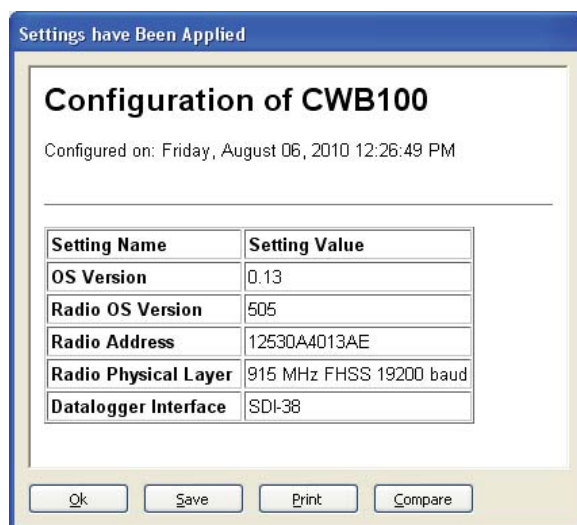 Settings have Been Applied
Configuration of CWB100
Configured on: Friday, August 06, 2010 12:26:49 PM
Setting Name Setting Value
OS Version 0.13
Radio OS Version 505
Radio Address 12530A4013AE
Radio Physical Layer 915 MHz FHSS 19200 baud
Datalogger Interface SDI-38
Ok Save Print Compare